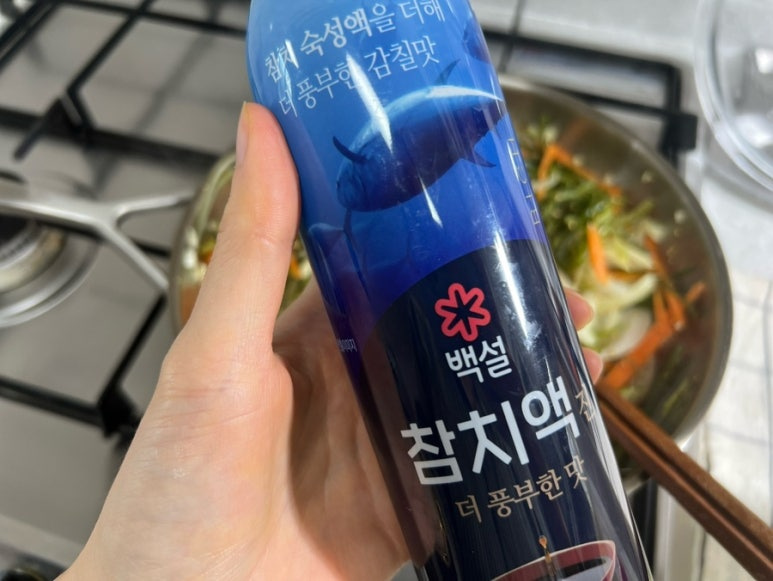 참치 숙성액을 더해
더 풍부한 감칠맛
백설
참치액
더 풍부한 맛